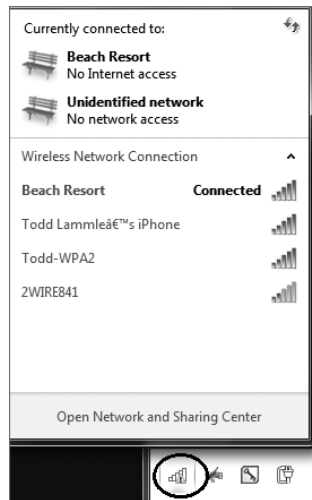 Currently connected to:
Beach Resort
No Internet access
Unidentified network
No network access
Wireless Network Connection
Beach Resort Connected
Todd Lammleâ€™s iPhone
Todd-WPA2
2WIRE841
Open Network and Sharing Center